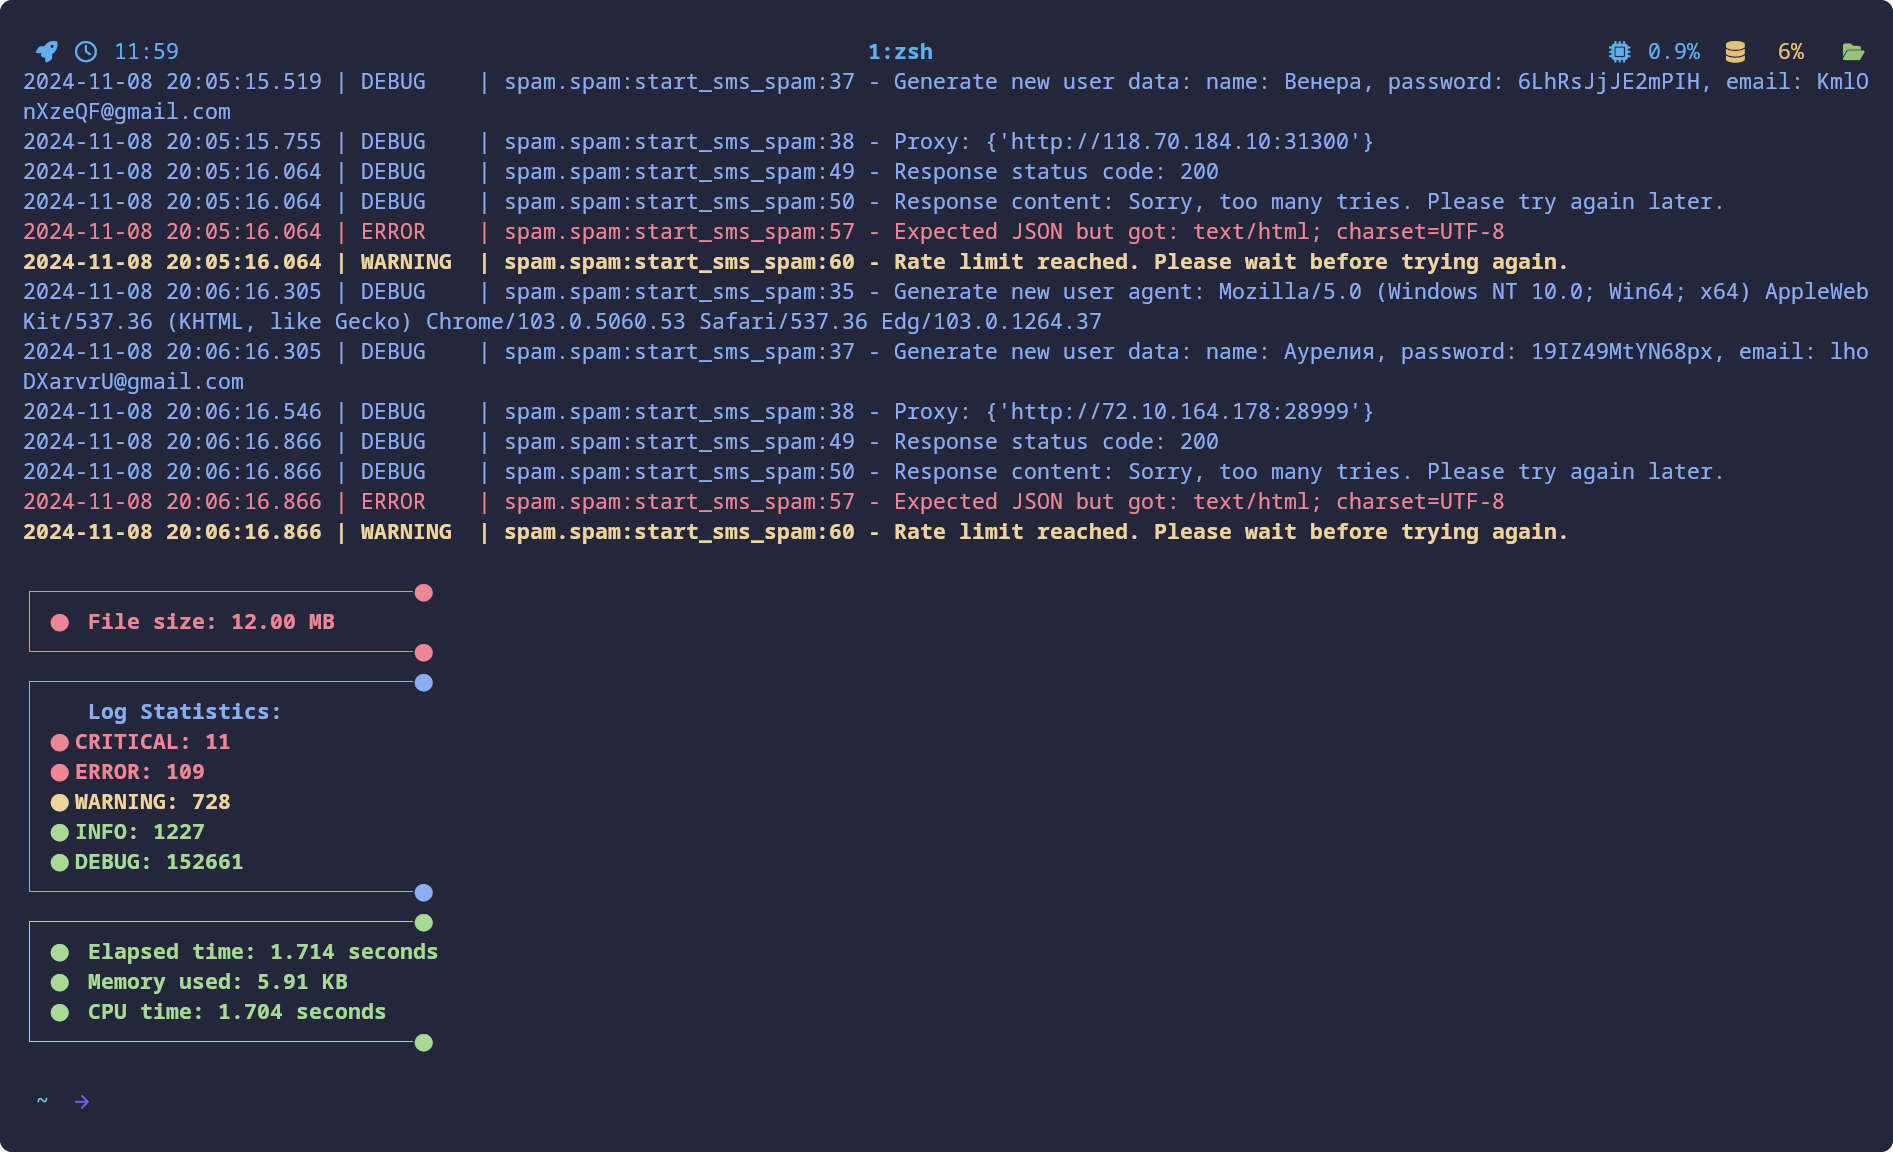 11:59 1:zsh 0.9% 6%
2024-11-08 20:05:15.519 | DEBUG    | spam.spam:start_sms_spam:37 - Generate new user data: name: Венера, password: 6LhRsJjJE2mPIH, email: KmlO
nXzeQF@gmail.com
2024-11-08 20:05:15.755 | DEBUG    | spam.spam:start_sms_spam:38 - Proxy: {'http://118.70.184.10:31300'}
2024-11-08 20:05:16.064 | DEBUG    | spam.spam:start_sms_spam:49 - Response status code: 200
2024-11-08 20:05:16.064 | DEBUG    | spam.spam:start_sms_spam:50 - Response content: Sorry, too many tries. Please try again later.
2024-11-08 20:05:16.064 | ERROR    | spam.spam:start_sms_spam:57 - Expected JSON but got: text/html; charset=UTF-8
2024-11-08 20:05:16.064 | WARNING  | spam.spam:start_sms_spam:60 - Rate limit reached. Please wait before trying again.
2024-11-08 20:06:16.305 | DEBUG    | spam.spam:start_sms_spam:35 - Generate new user agent: Mozilla/5.0 (Windows NT 10.0; Win64; x64) AppleWeb
Kit/537.36 (KHTML, like Gecko) Chrome/103.0.5060.53 Safari/537.36 Edg/103.0.1264.37
2024-11-08 20:06:16.305 | DEBUG    | spam.spam:start_sms_spam:37 - Generate new user data: name: Аурелия, password: 19IZ49MtYN68px, email: lho
DXarvrU@gmail.com
2024-11-08 20:06:16.546 | DEBUG    | spam.spam:start_sms_spam:38 - Proxy: {'http://72.10.164.178:28999'}
2024-11-08 20:06:16.866 | DEBUG    | spam.spam:start_sms_spam:49 - Response status code: 200
2024-11-08 20:06:16.866 | DEBUG    | spam.spam:start_sms_spam:50 - Response content: Sorry, too many tries. Please try again later.
2024-11-08 20:06:16.866 | ERROR    | spam.spam:start_sms_spam:57 - Expected JSON but got: text/html; charset=UTF-8
2024-11-08 20:06:16.866 | WARNING  | spam.spam:start_sms_spam:60 - Rate limit reached. Please wait before trying again.
File size: 12.00 MB
Log Statistics:
CRITICAL: 11
ERROR: 109
WARNING: 728
INFO: 1227
DEBUG: 152661
Elapsed time: 1.714 seconds
Memory used: 5.91 KB
CPU time: 1.704 seconds
~ →